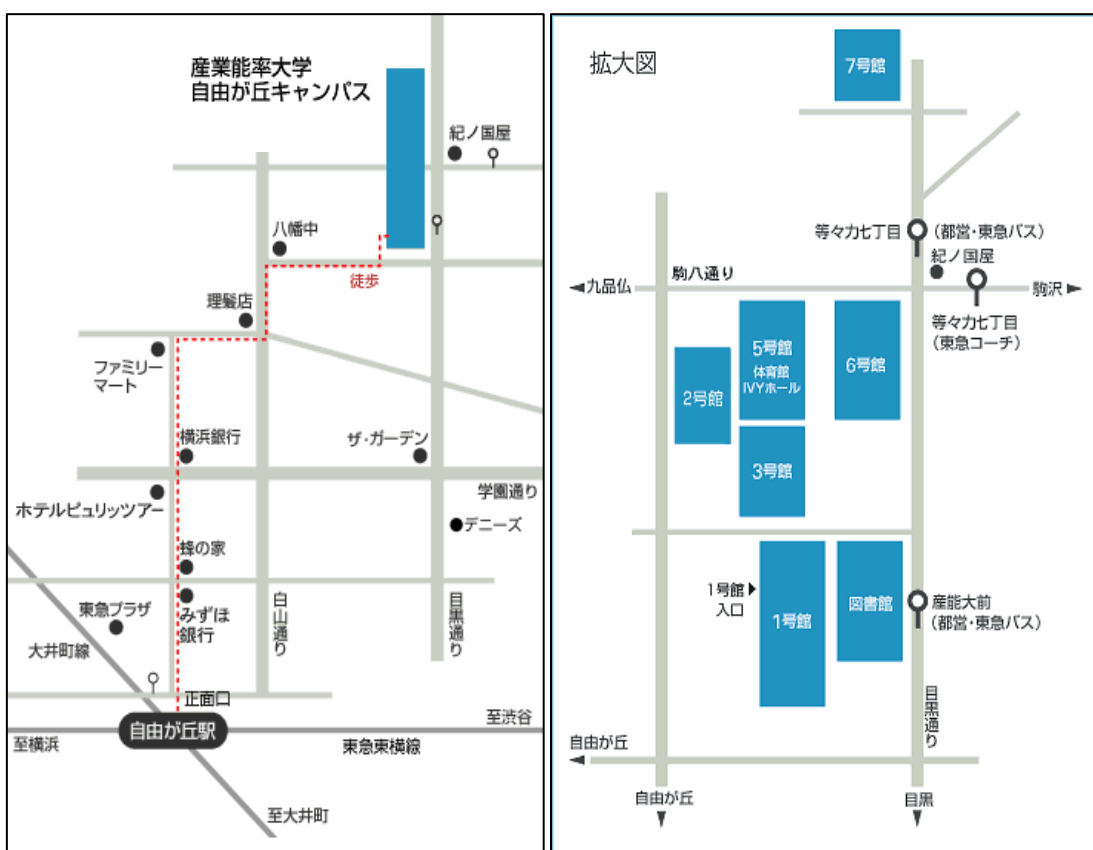 産業能率大学
自由が丘キャンパス
紀ノ国屋
八幡中
徒歩
理髪店
ファミリー
マート
横浜銀行
ザ・ガーデン
学園通り
ホテルピュリッツアー
デニーズ
蜂の家
東急プラザ
みずほ
銀行
白山通り
目黒通り
大井町線
正面口
自由が丘駅
至渋谷
至横浜
東急東横線
至大井町
拡大図
7号館
等々力七丁目
(都営・東急バス)
紀ノ国屋
駒八通り
九品仏
駒沢
等々力七丁目
(東急コーチ)
5号館
体育館
IVYホール
6号館
2号館
3号館
1号館
入口
1号館
図書館
産能大前
(都営・東急バス)
目黒通り
自由が丘
自由が丘
目黒